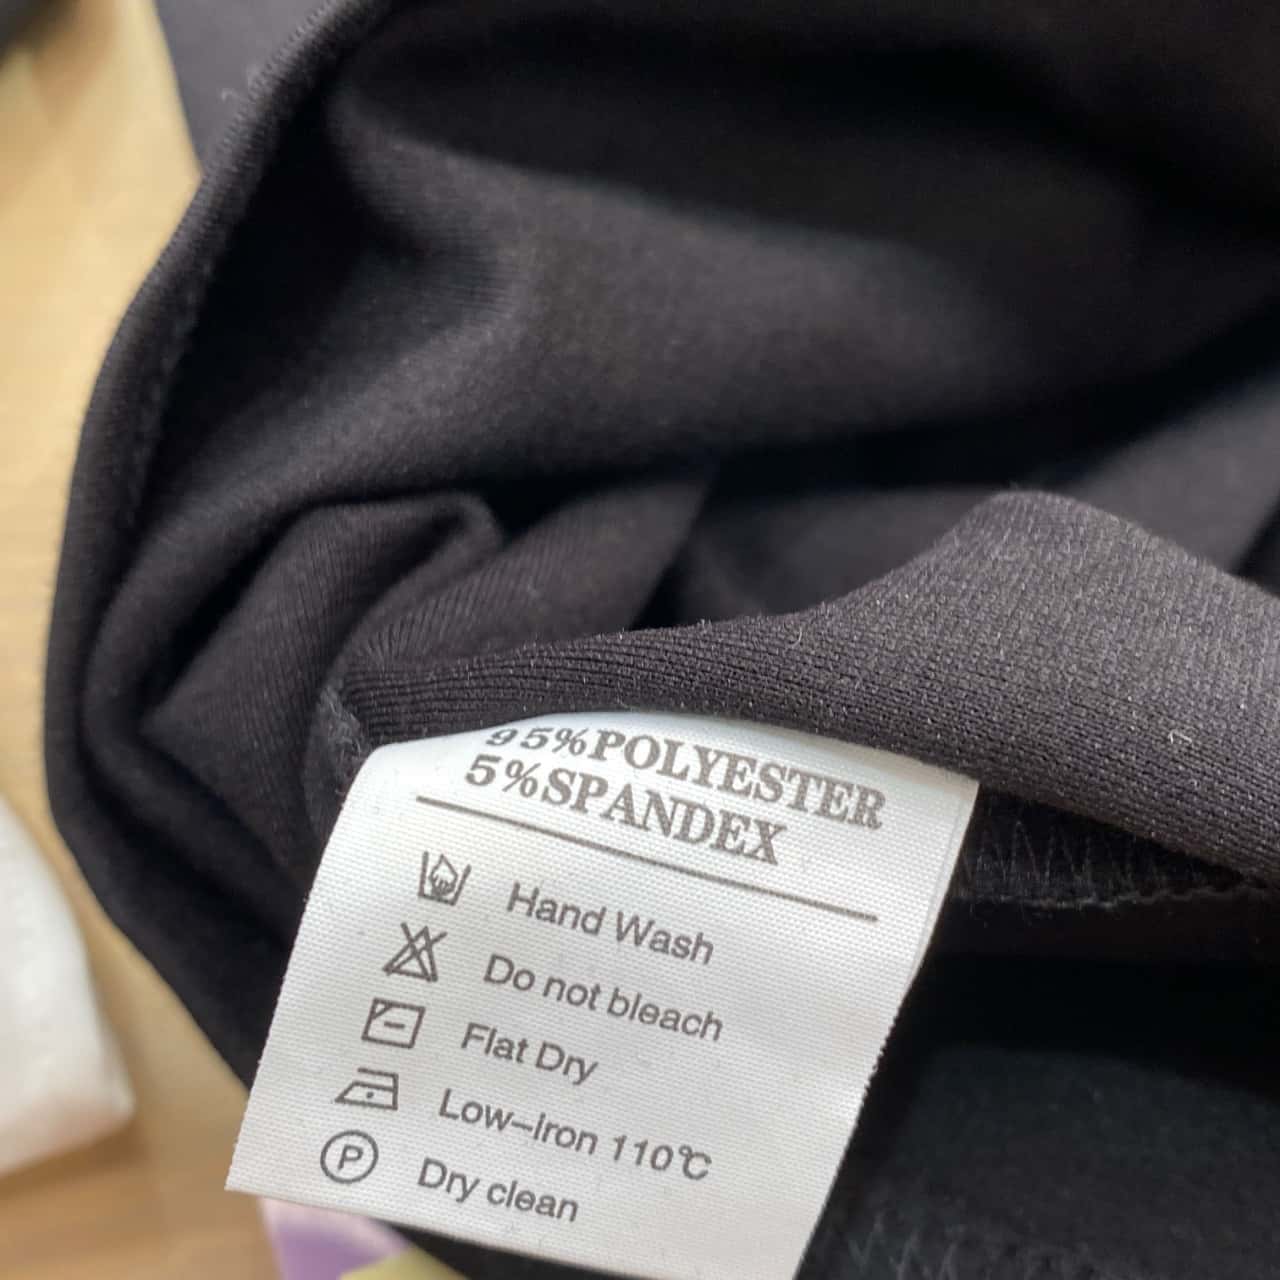 95%POLYESTER
5%SPANDEX
Hand Wash
Do not bleach
Flat Dry
Low-iron 110℃
P Dry clean